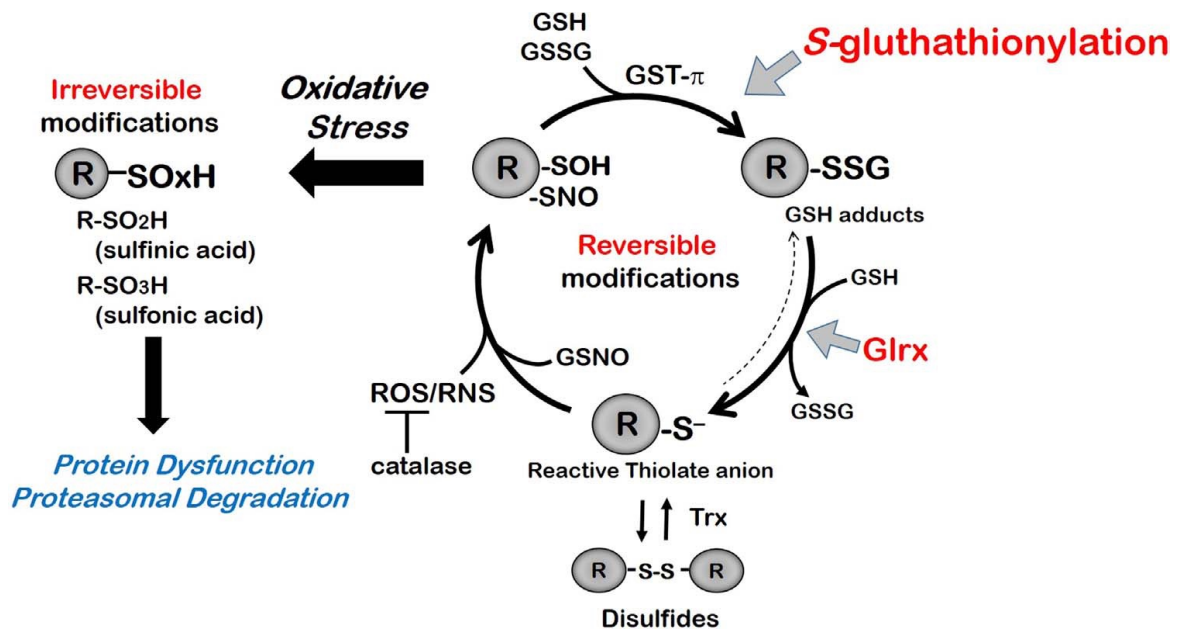 GSH
GSSG
GST-π
S-gluthathionylation
Irreversible
modifications
Oxidative
Stress
R-SOxH
R-SO2H
(sulfinic acid)
R-SO3H
(sulfonic acid)
Protein Dysfunction
Proteasomal Degradation
R-SOH
-SNO
R-SSG
GSH adducts
Reversible
modifications
GSH
Glrx
GSSG
GSNO
ROS/RNS
catalase
R-S–
Reactive Thiolate anion
Trx
R-S-S-R
Disulfides